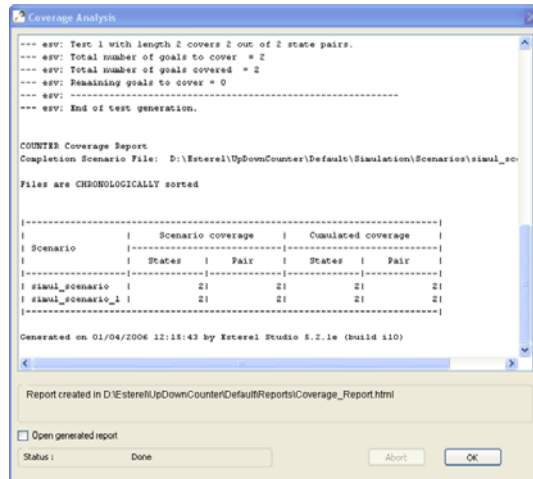 Coverage Analysis
--- esv: Test 1 with length 2 covers 2 out of 2 state pairs.
--- esv: Total number of goals to cover = 2
--- esv: Total number of goals covered = 2
--- esv: Remaining goals to cover = 0
--- esv: ------------------------------------------------------------
--- esv: End of test generation.
COUNTER Coverage Report
Completion Scenario File: D:\Esterel\UpDownCounter\Default\Simulation\Scenarios\simul_sce
Files are CHRONOLOGICALLY sorted
|------------------------------------------------------------------|
| | Scenario coverage | Cumulated coverage |
| Scenario |------------------------|------------------------|
| | States | Pair | States | Pair |
|------------------------------------------------------------------|
| simul_scenario | 2| 2| 2| 2|
| simul_scenario_1 | 2| 2| 2| 2|
|------------------------------------------------------------------|
Generated on 01/04/2006 12:15:43 by Esterel Studio 5.2.1e (build i10)
Report created in D:\Esterel\UpDownCounter\Default\Reports\Coverage_Report.html
Open generated report
Status : Done Abort OK